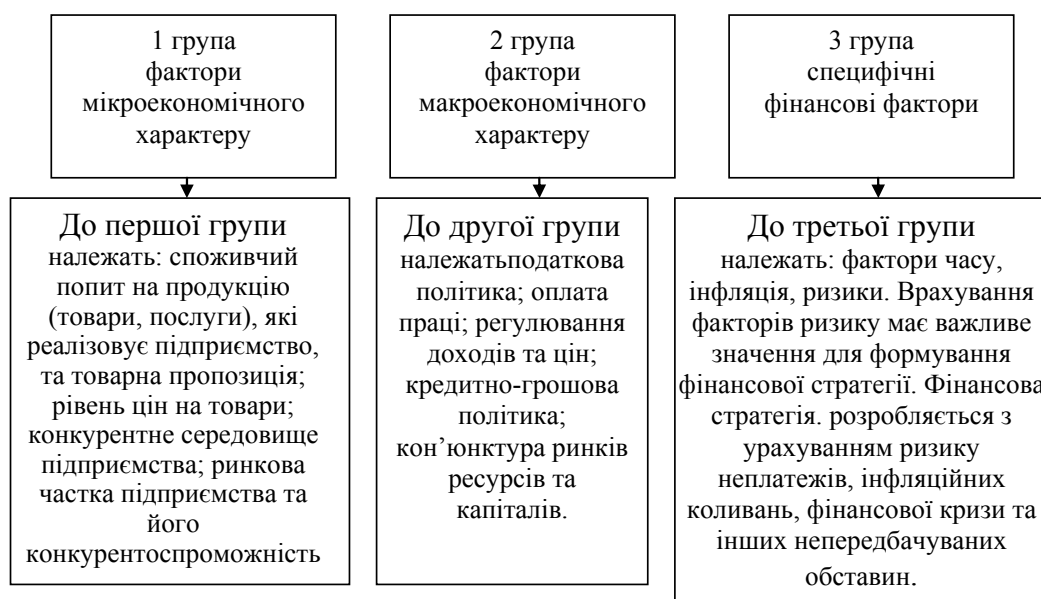 1 група
фактори
мікроекономічного
характеру
2 група
фактори
макроекономічного
характеру
3 група
специфічні
фінансові фактори
До першої групи
належать: споживчий
попит на продукцію
(товари, послуги), які
реалізовує підприємство,
та товарна пропозиція;
рівень цін на товари;
конкурентне середовище
підприємства; ринкова
частка підприємства та
його
конкурентоспроможність
До другої групи
належатьподаткова
політика; оплата
праці; регулювання
доходів та цін;
кредитно-грошова
політика;
кон’юнктура ринків
ресурсів та
капіталів.
До третьої групи
належать: фактори часу,
інфляція, ризики. Врахування
факторів ризику має важливе
значення для формування
фінансової стратегії. Фінансова
стратегія. розробляється з
урахуванням ризику
неплатежів, інфляційних
коливань, фінансової кризи та
інших непередбачуваних
обставин.